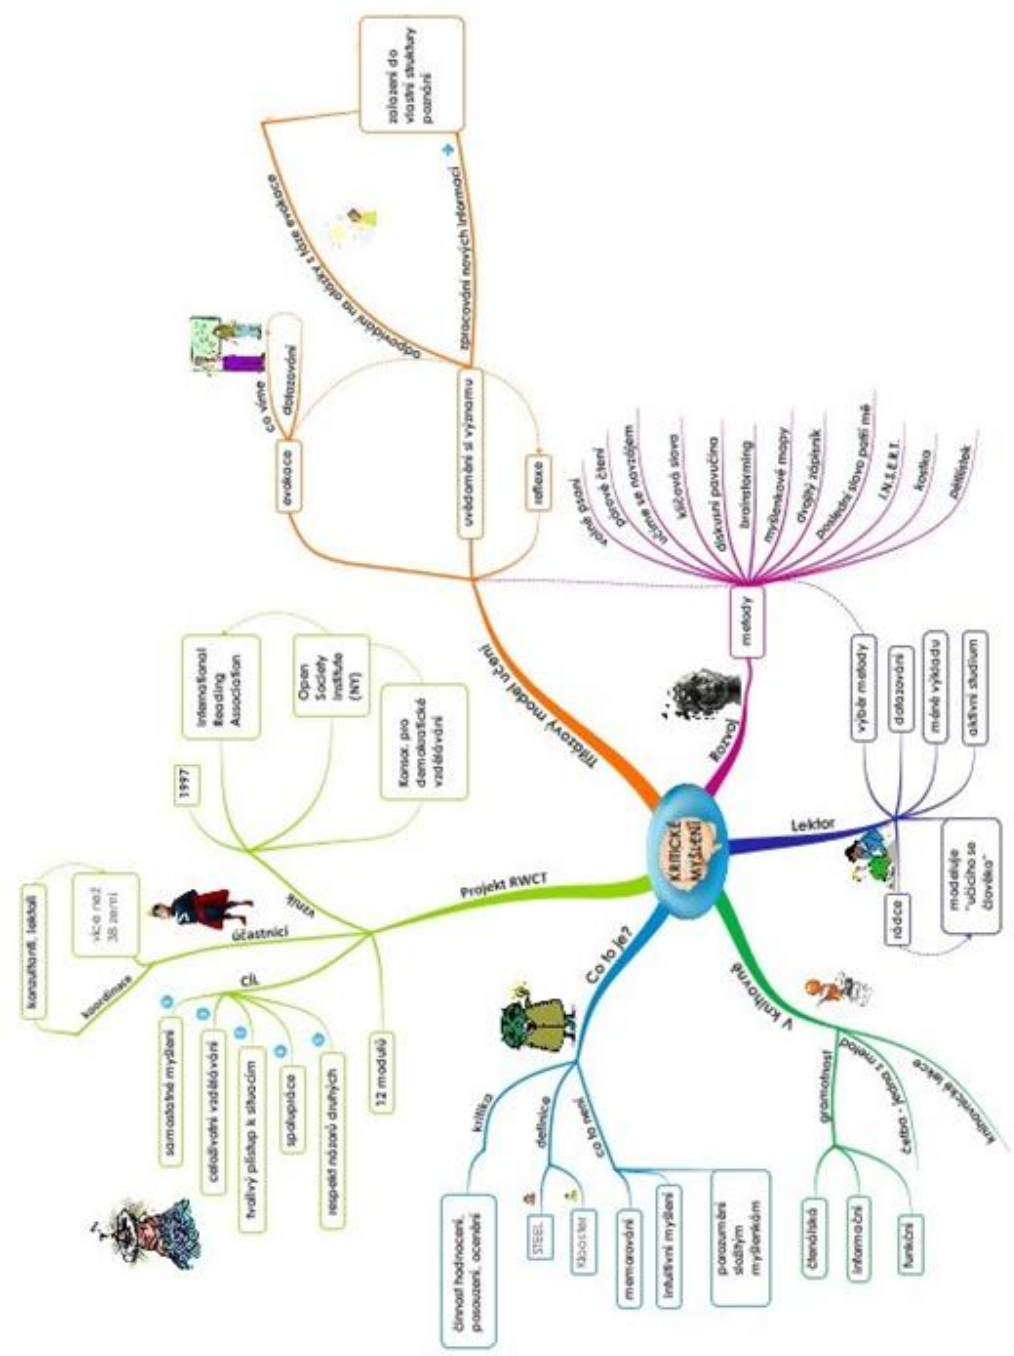 KRITICKÉ
MYŠLENÍ
Třífázový model učení
evokace
co víme
dotazování
uvědomění si významu
odpovídání na otázky z fáze evokace
zpracování nových informací
zařazení do
vlastní struktury
poznání
reflexe
Rozvoj
metody
volné psaní
párové čtení
učíme se navzájem
klíčová slova
diskusní pavučina
brainstorming
myšlenkové mapy
dvojitý zápisník
poslední slovo patří mě
I.N.S.E.R.T.
kostka
pětilístek
Lektor
výběr metody
dotazování
méně výkladu
aktivní studium
rádce
modeluje
"učícího se
člověka"
V knihovně
gramotnost
čtenářská
informační
funkční
četba - jedna z metod
knihovnické lekce
Co to je?
kritika
činnost hodnocení,
posouzení, ocenění
definice
STEEL
Klooster
co to není
memorování
intuitivní myšlení
porozumění
složitým
myšlenkám
Projekt RWCT
vznik
1997
International
Reading
Association
Open
Society
Institute
(NY)
Konsor. pro
demokratické
vzdělávání
účastníci
více než
38 zemí
koordinace
konzultanti, lektoři
CÍL
samostatné myšlení
celoživotní vzdělávání
tvořivý přístup k situacím
spolupráce
respekt názorů druhých
12 modulů